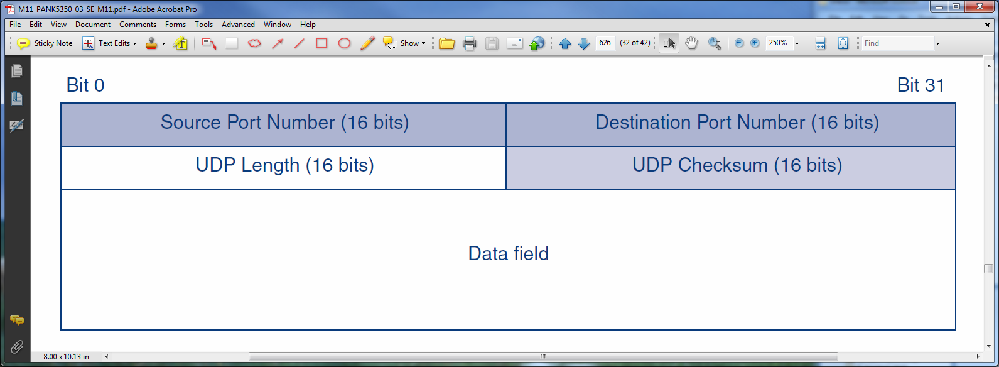 M11_PANK5350_03_SE_M11.pdf - Adobe Acrobat Pro
File Edit View Document Comments Forms Tools Advanced Window Help
Sticky Note Text Edits Show 626 (32 of 42) 250% Find
Bit 0 Bit 31
Source Port Number (16 bits) Destination Port Number (16 bits)
UDP Length (16 bits) UDP Checksum (16 bits)
Data field
8.00 x 10.13 in